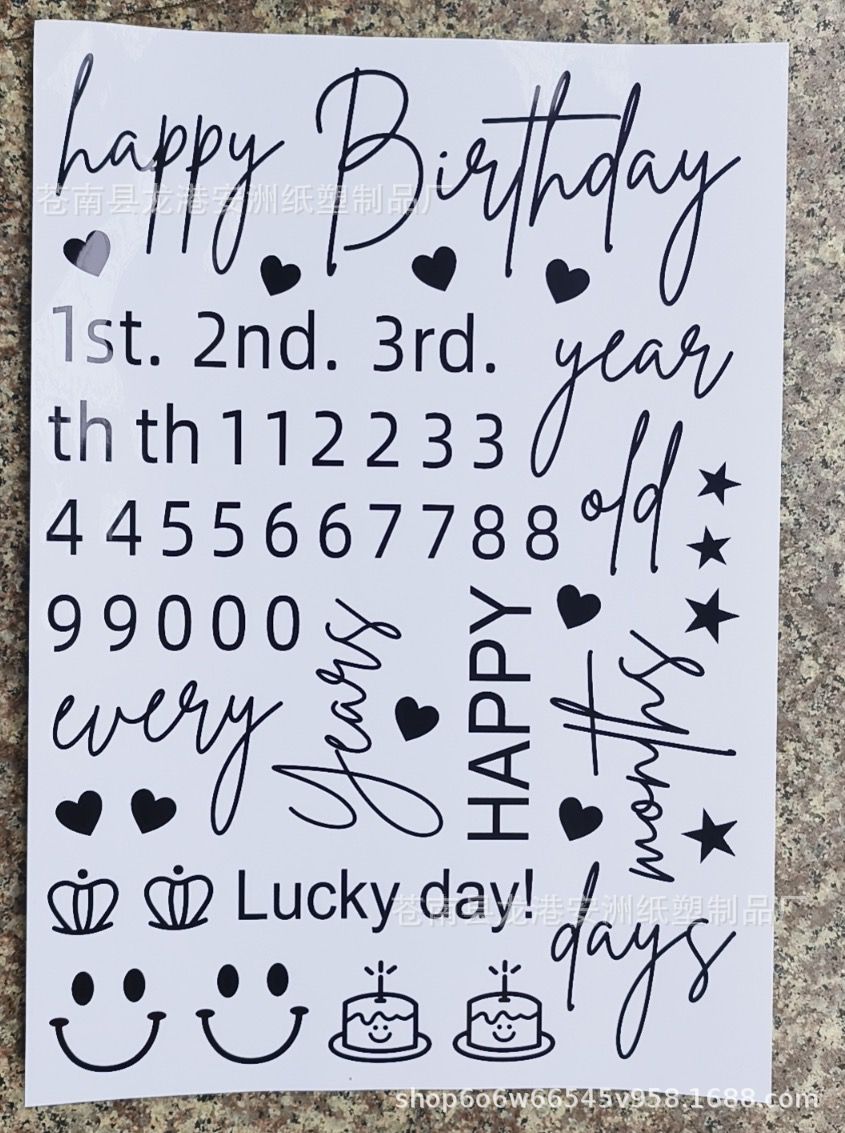 happy Birthday
苍南县龙港安洲纸塑制品厂
1st. 2nd. 3rd.
year
th th 1 1 2 2 3 3
old
4 4 5 5 6 6 7 7 8 8
9 9 0 0 0
years
HAPPY
months
every
Lucky day!
苍南县龙港安洲纸塑制品厂
days
shop6o6w66545v958.1688.com